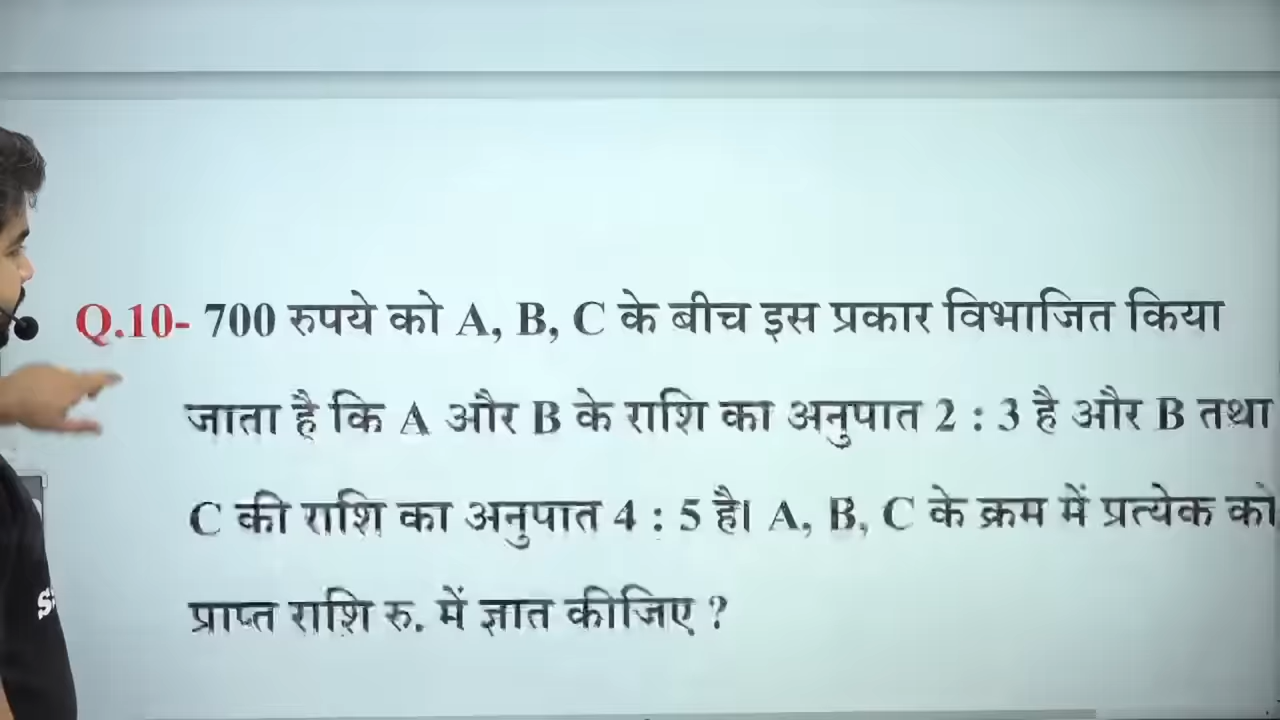 Q.10- 700 रुपये को A, B, C के बीच इस प्रकार विभाजित किया
जाता है कि A और B के राशि का अनुपात 2 : 3 है और B तथा
C की राशि का अनुपात 4 : 5 है। A, B, C के क्रम में प्रत्येक को
प्राप्त राशि रु. में ज्ञात कीजिए ?